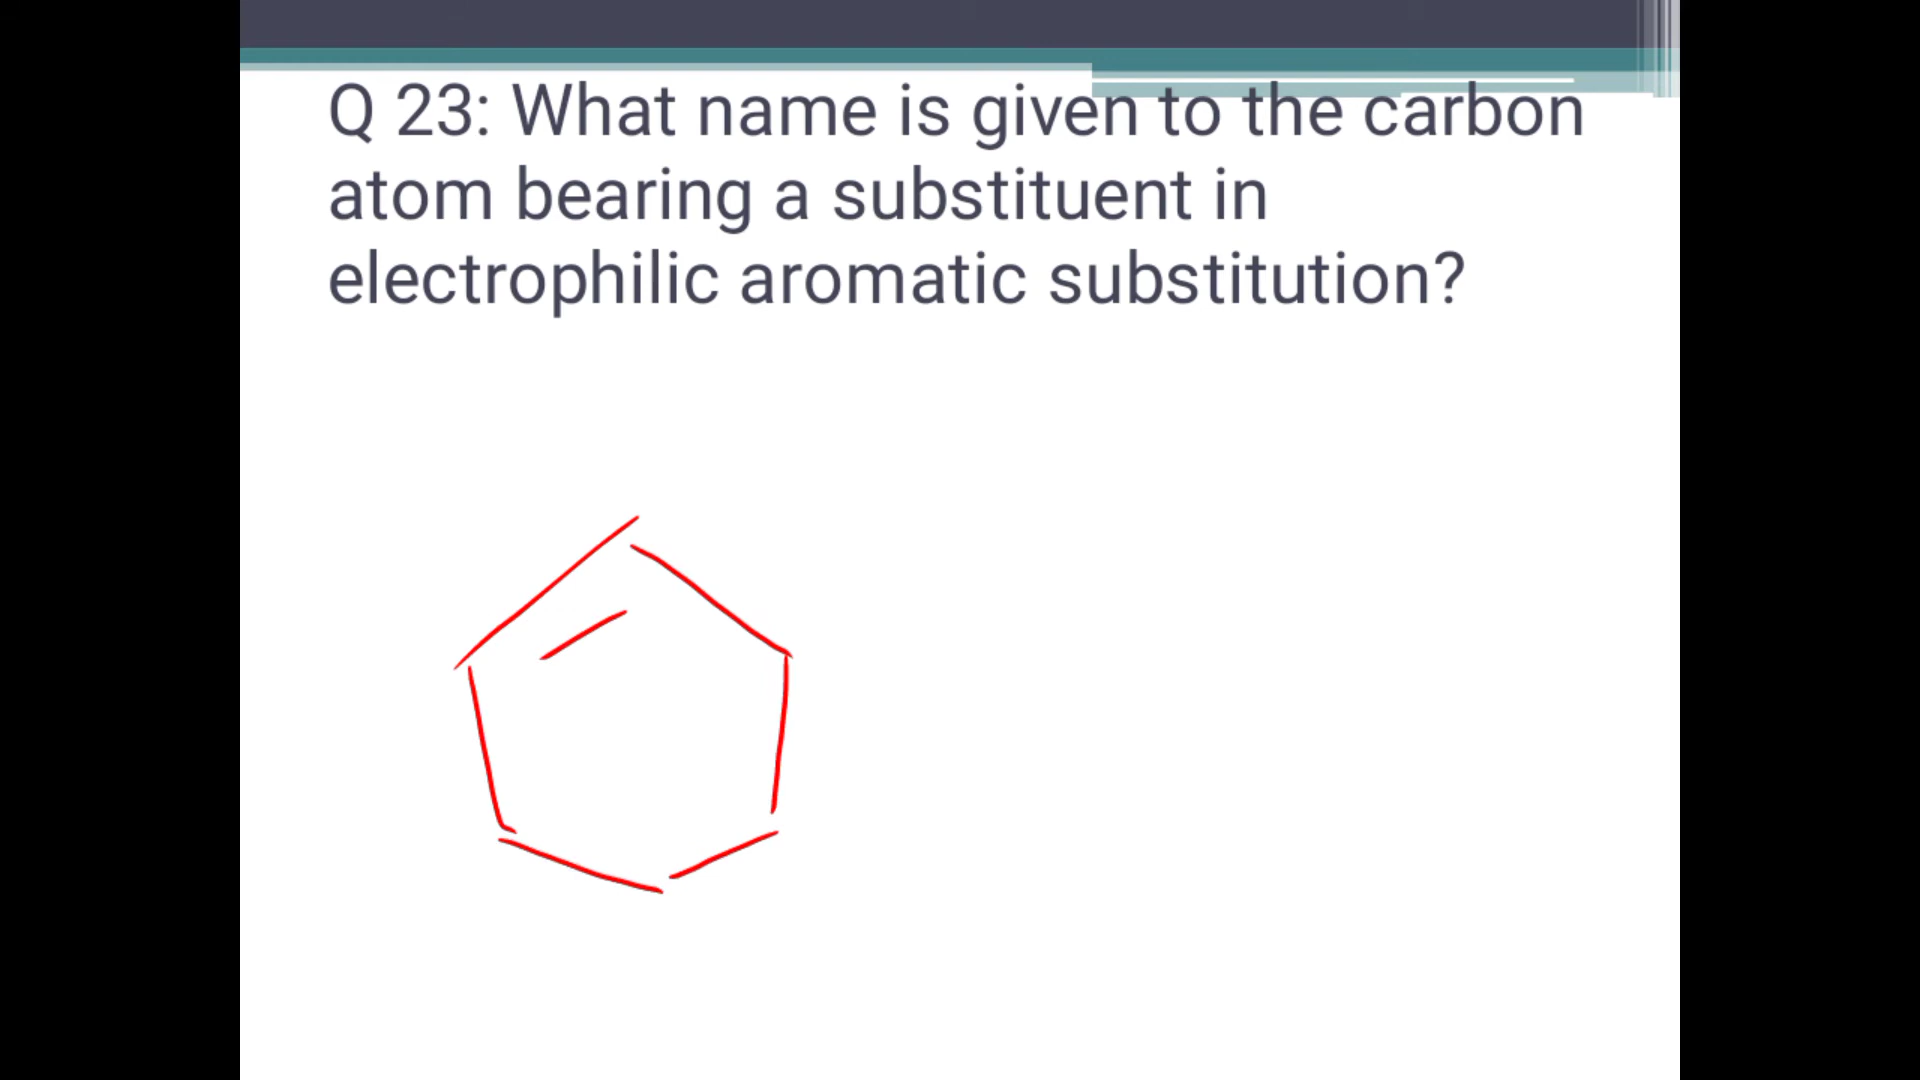 Q 23: What name is given to the carbon
atom bearing a substituent in
electrophilic aromatic substitution?